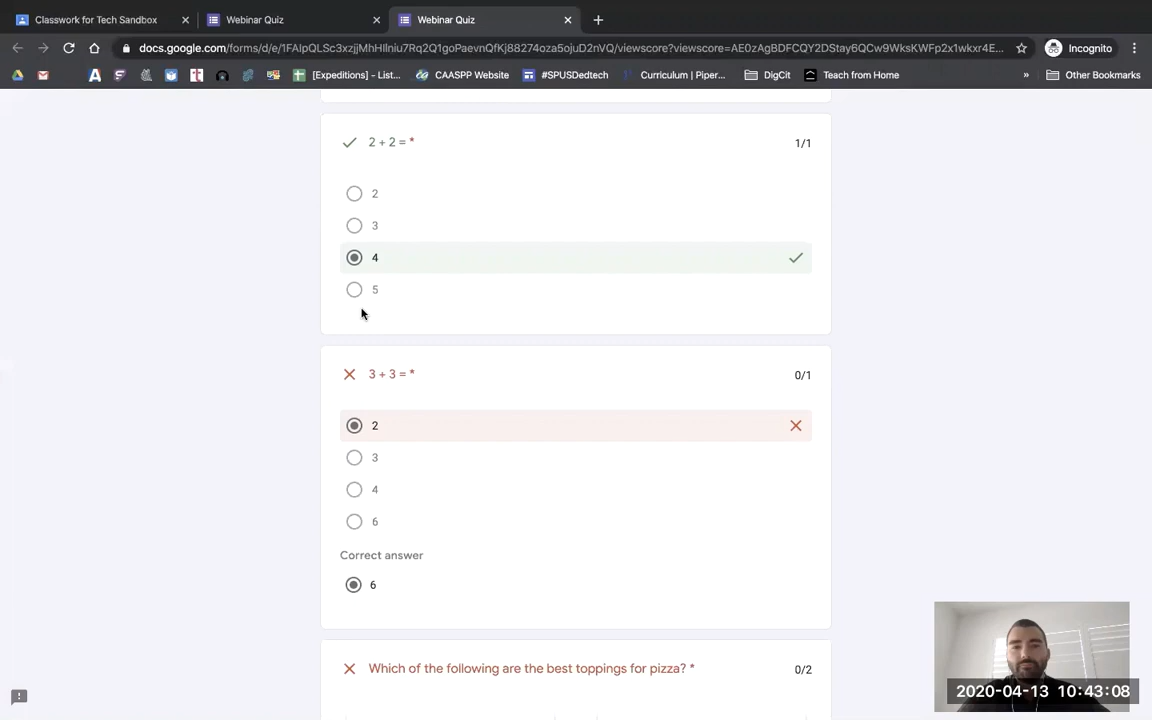 Classwork for Tech Sandbox
Webinar Quiz
Webinar Quiz
docs.google.com/forms/d/e/1FAIpQLSc3xzjjMhHIlniu7Rq2Q1goPaevnQfKj88274oza5ojuD2nVQ/viewscore?viewscore=AE0zAgBDFCQY2DStay6QCw9WksKWFp2x1wkxr4E...
Incognito
[Expeditions] - List...
CAASPP Website
#SPUSDedtech
Curriculum | Piper...
DigCit
Teach from Home
»
Other Bookmarks
2 + 2 = *
1/1
2
3
4
5
3 + 3 = *
0/1
2
3
4
6
Correct answer
6
Which of the following are the best toppings for pizza? *
0/2
2020-04-13 10:43:08